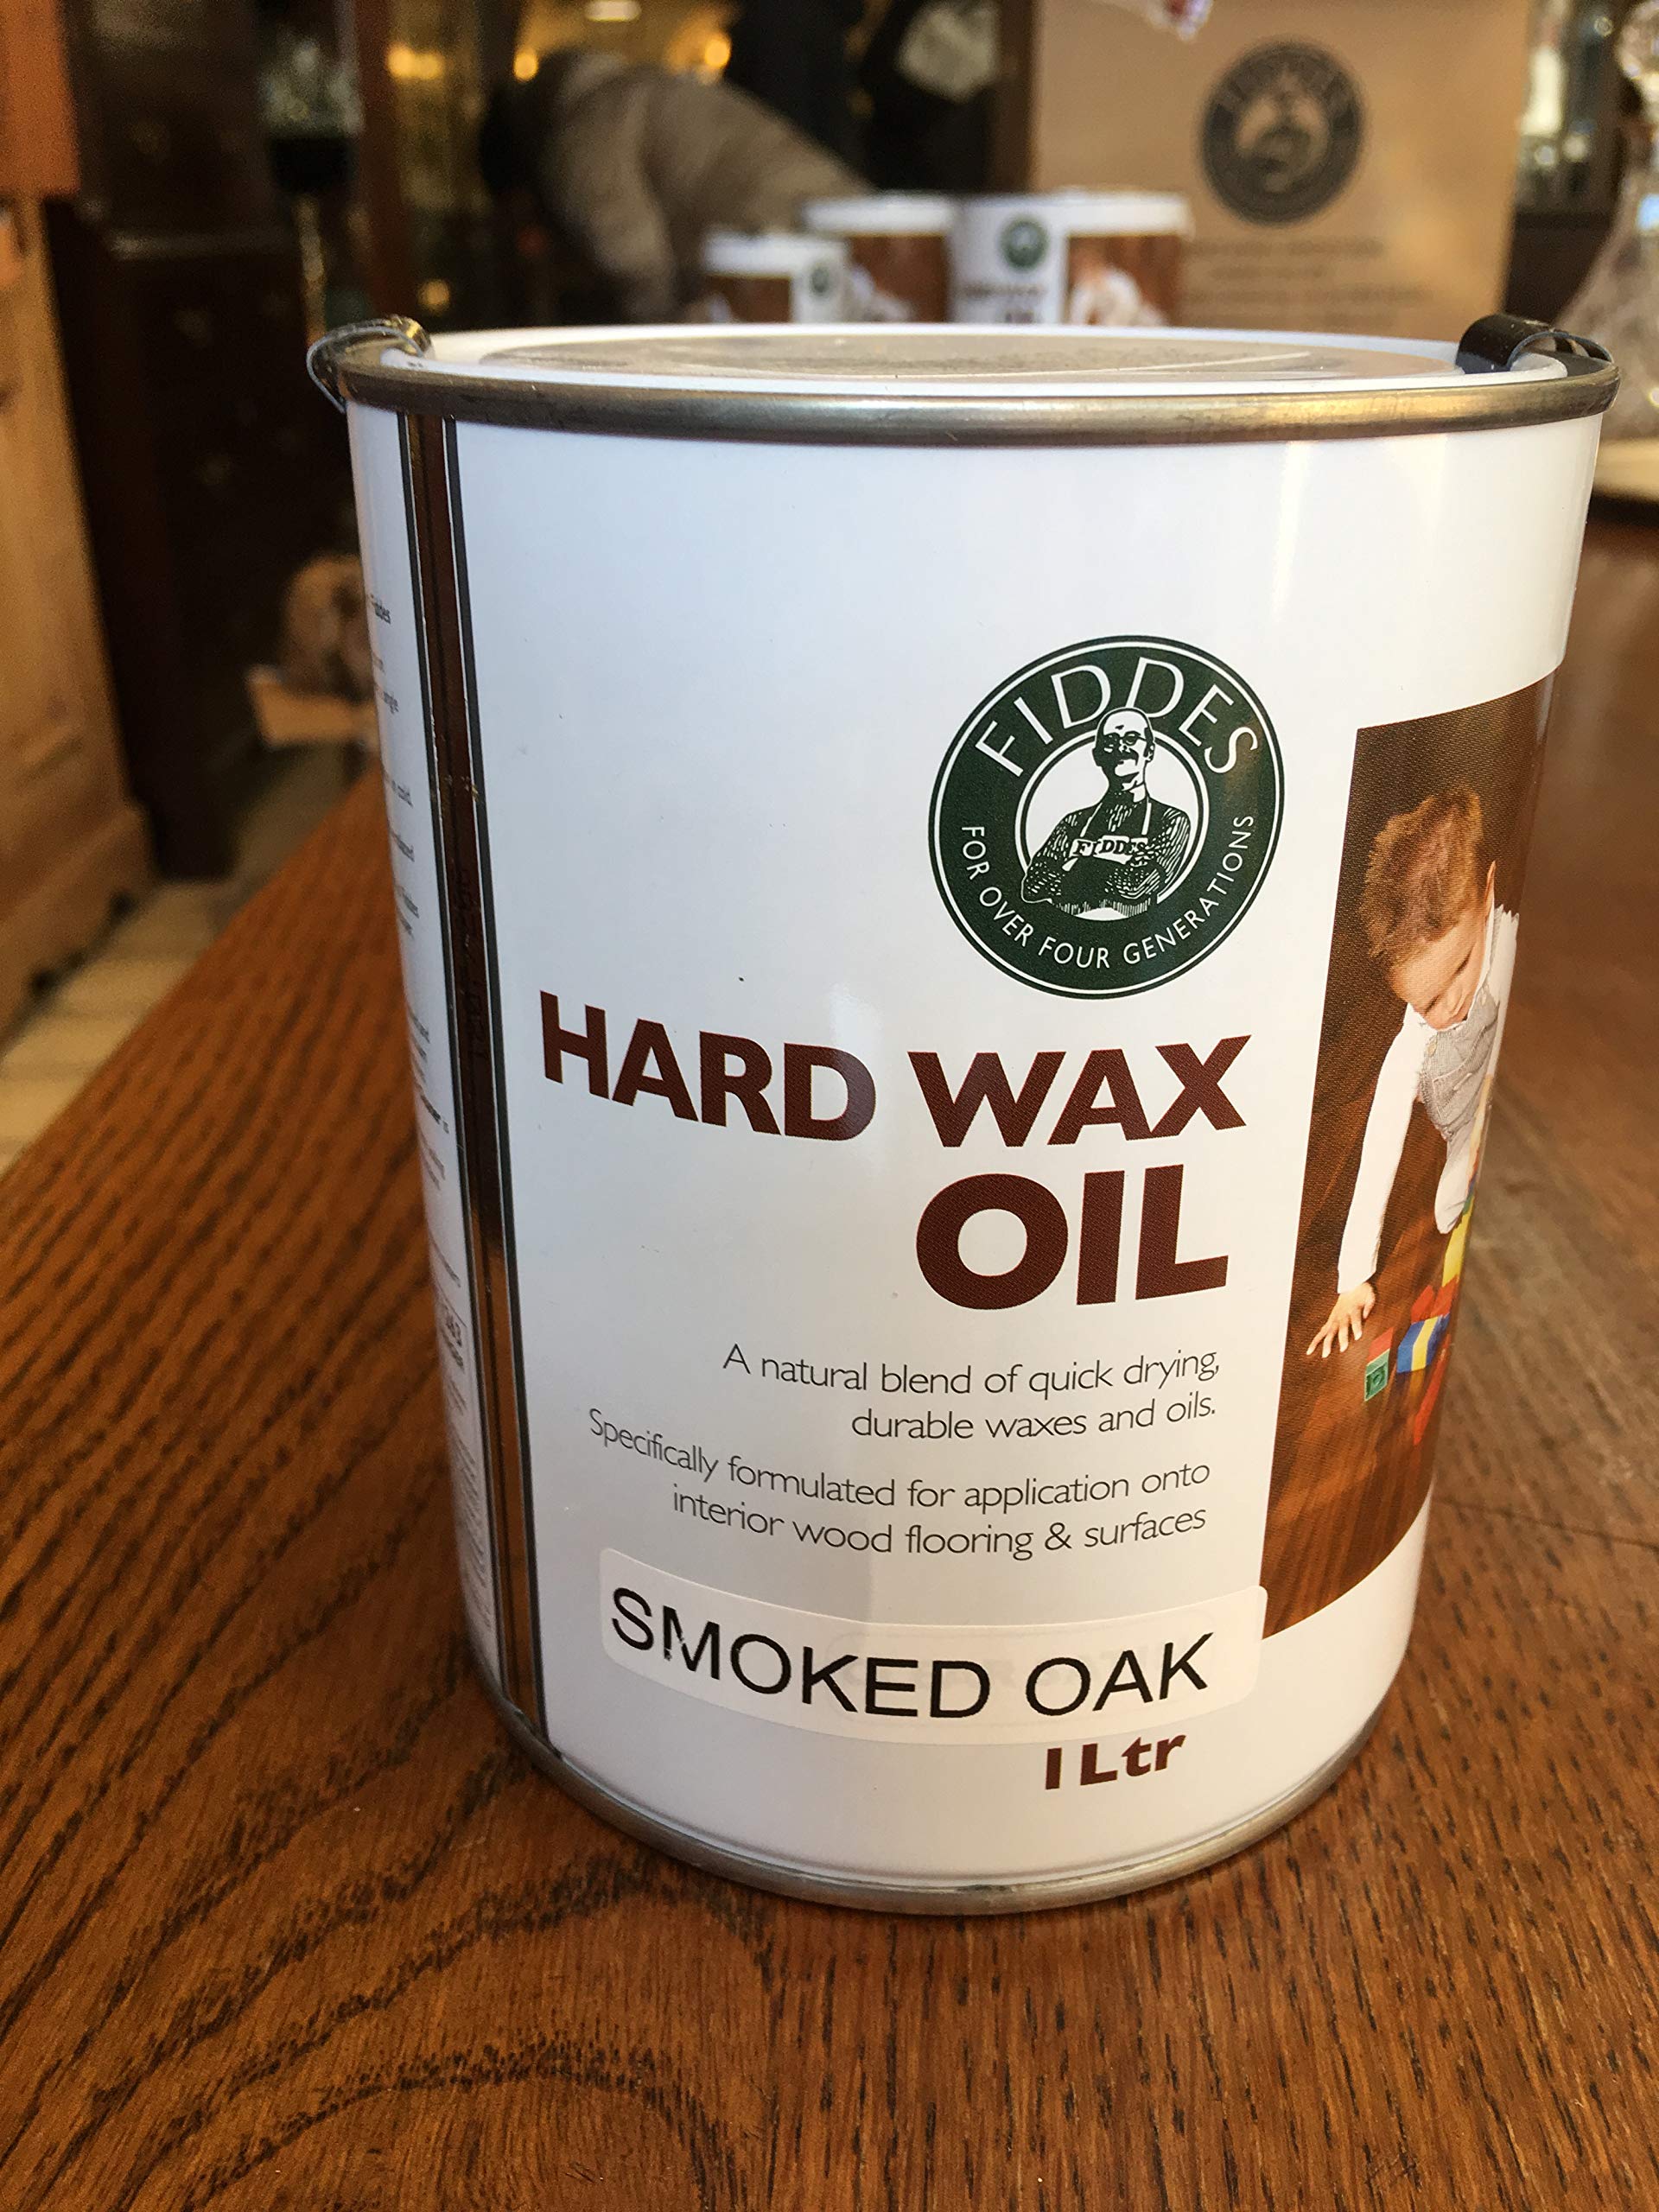 FIDDES
FIDDES
FOR OVER FOUR GENERATIONS
HARD WAX
OIL
A natural blend of quick drying,
durable waxes and oils.
Specifically formulated for application onto
interior wood flooring & surfaces
SMOKED OAK
1 Ltr